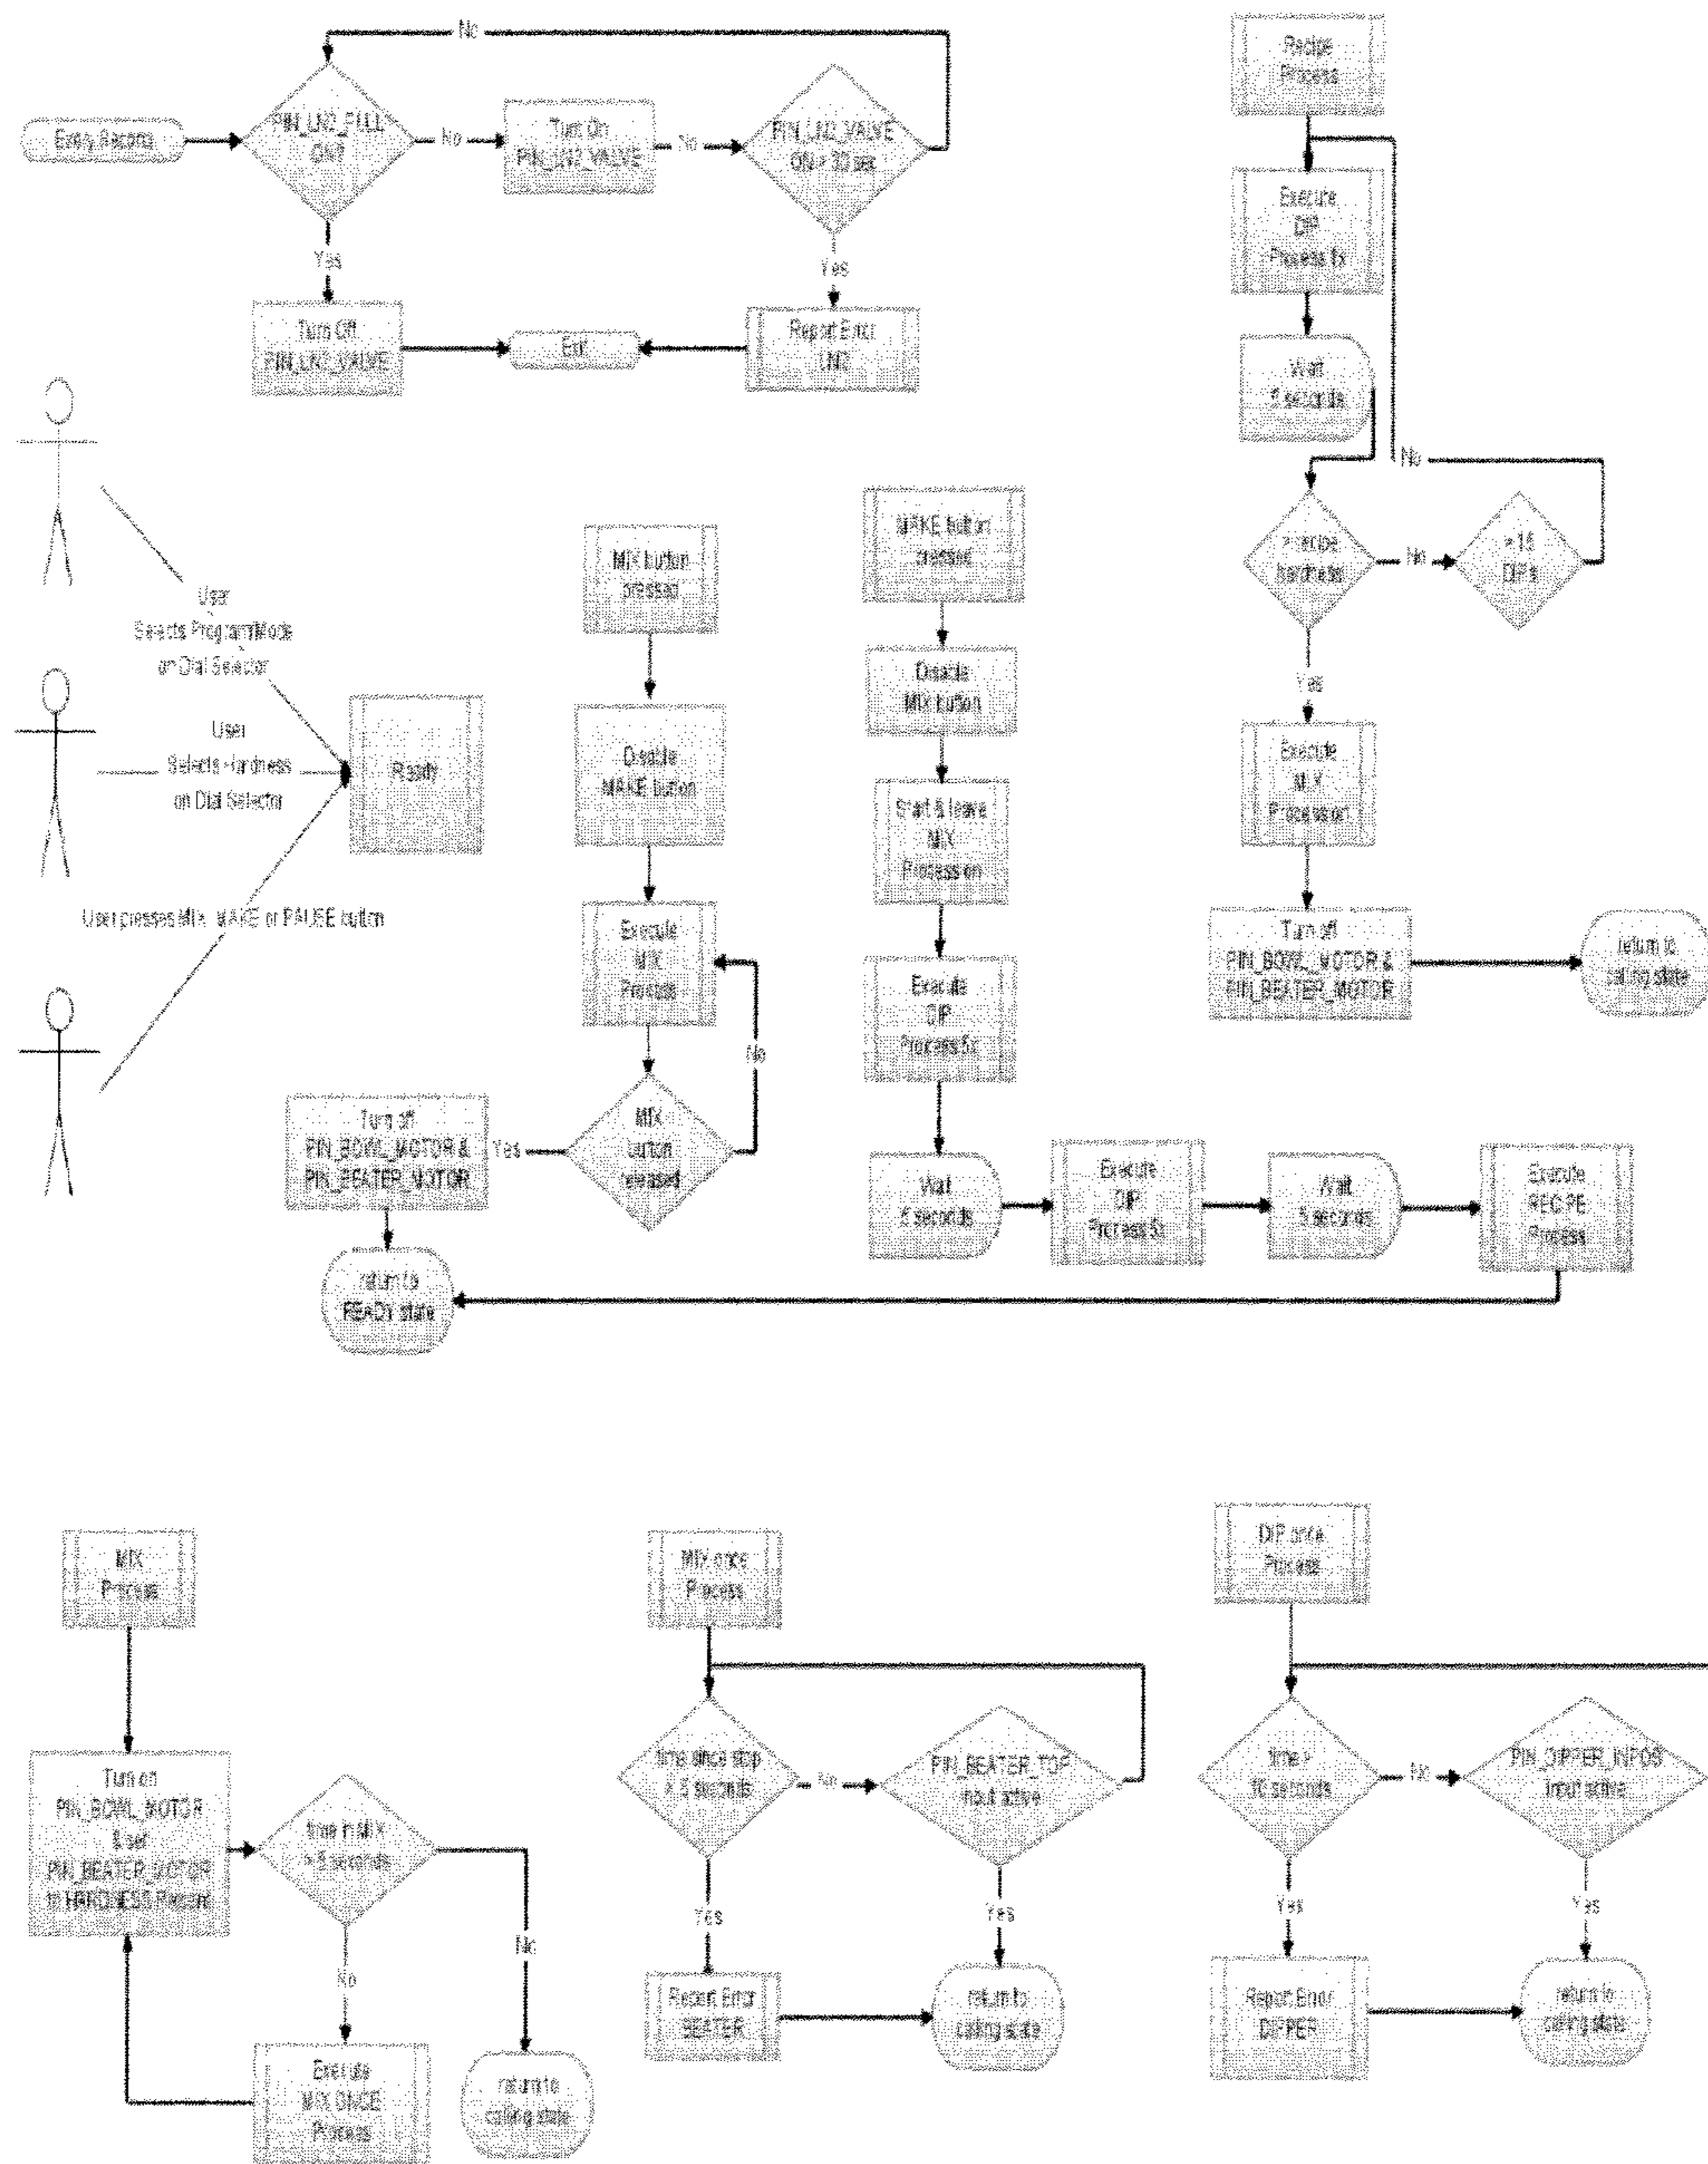 No
Every
PIN_LN2_FULL
ON?
No
Turn On
PIN_LN2_VALVE
No
PIN_LN2_VALVE
ON > 30 sec
Yes
Yes
Turn Off
PIN_LN2_VALVE
Report Error
LN2
Recipe
Process
Execute
DIP
Wait
5 seconds
No
hardness
No
DIPs
Yes
Execute
MIX
Process on
Turn off
PIN_BOWL_MOTOR &
PIN_BEATER_MOTOR
return to
calling state
User
Selects Program Mode
on Dial Selector
User
Selects Hardness
on Dial Selector
Ready
User presses MIX, MAKE or PAUSE button
MIX button
pressed
Disable
MAKE button
Execute
MIX
Process
No
MIX
button
released
Yes
Turn off
PIN_BOWL_MOTOR &
PIN_BEATER_MOTOR
return to
READY state
MAKE button
pressed
Disable
MIX button
Start & leave
MIX
Process on
Execute
DIP
Process 5x
Wait
5 seconds
Execute
DIP
Process 5x
Wait
5 seconds
Execute
RECIPE
Process
MIX
Process
Turn on
PIN_BOWL_MOTOR
& set
PIN_BEATER_MOTOR
to HARDNESS
time in MIX
> 5 seconds
No
No
Execute
MIX ONCE
Process
return to
calling state
MIX once
Process
time since stop
5 seconds
No
PIN_BEATER_TOP
input active
Yes
Yes
Report Error
BEATER
return to
calling state
DIP once
Process
time >
10 seconds
No
PIN_DIPPER_INPOS
input active
Yes
Yes
Report Error
DIPPER
return to
calling state